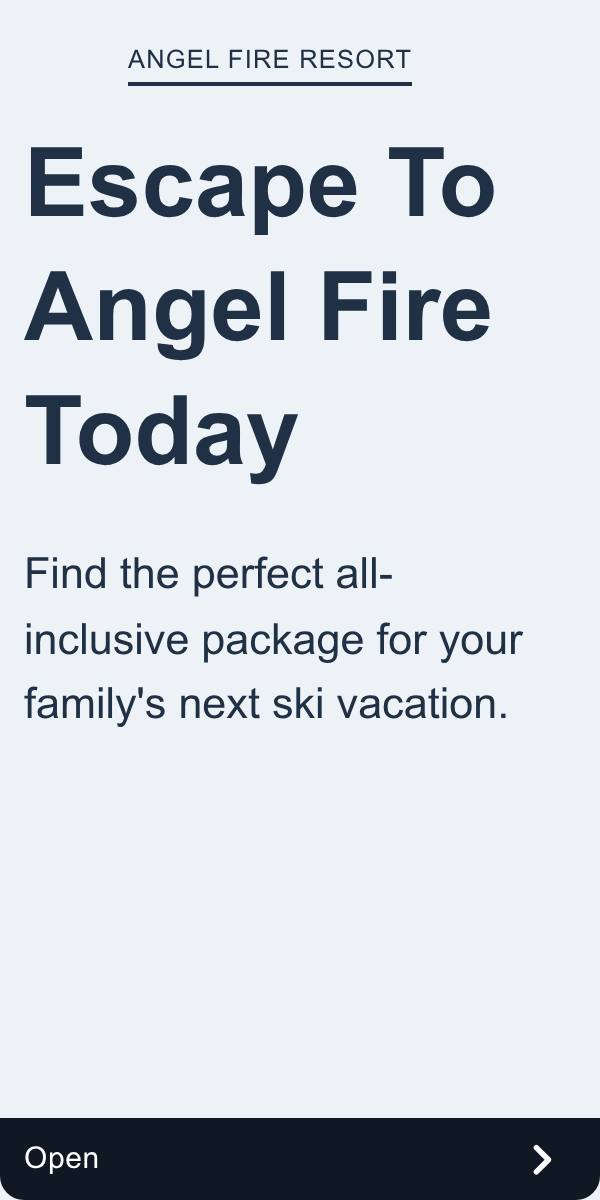 ANGEL FIRE RESORT
Escape To
Angel Fire
Today
Find the perfect all-
inclusive package for your
family's next ski vacation.
Open